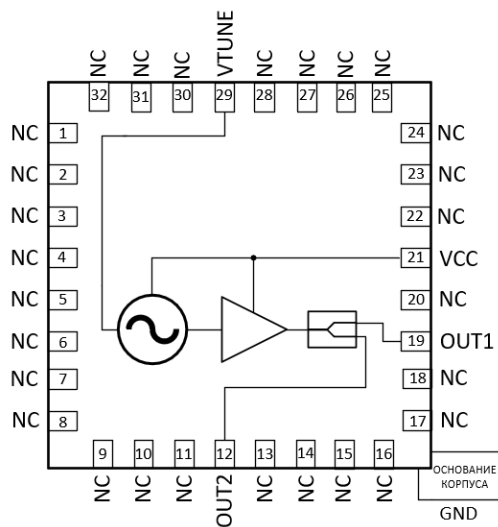 NC NC NC VTUNE NC NC NC NC
32 31 30 29 28 27 26 25
NC 1
NC 2
NC 3
NC 4
NC 5
NC 6
NC 7
NC 8
24 NC
23 NC
22 NC
21 VCC
20 NC
19 OUT1
18 NC
17 NC
9 10 11 12 13 14 15 16
NC NC NC OUT2 NC NC NC NC
ОСНОВАНИЕ
КОРПУСА
GND